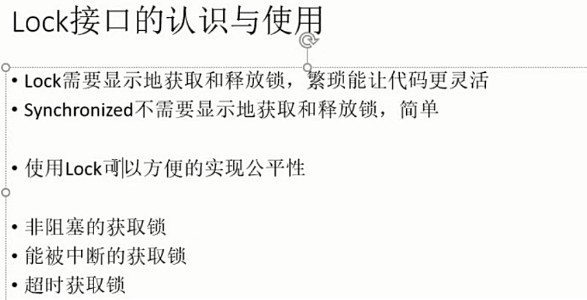 Lock接口的认识与使用
• Lock需要显示地获取和释放锁，繁琐能让代码更灵活
• Synchronized不需要显示地获取和释放锁，简单
• 使用Lock可以方便的实现公平性
• 非阻塞的获取锁
• 能被中断的获取锁
• 超时获取锁